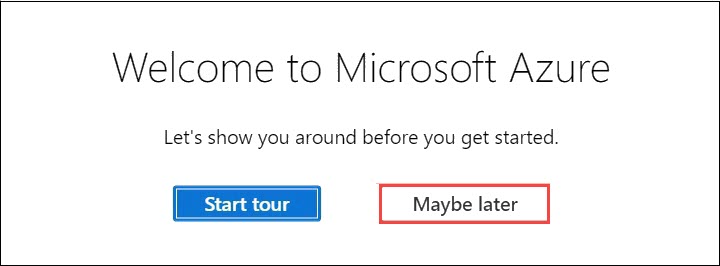 Welcome to Microsoft Azure
Let's show you around before you get started.
Start tour
Maybe later